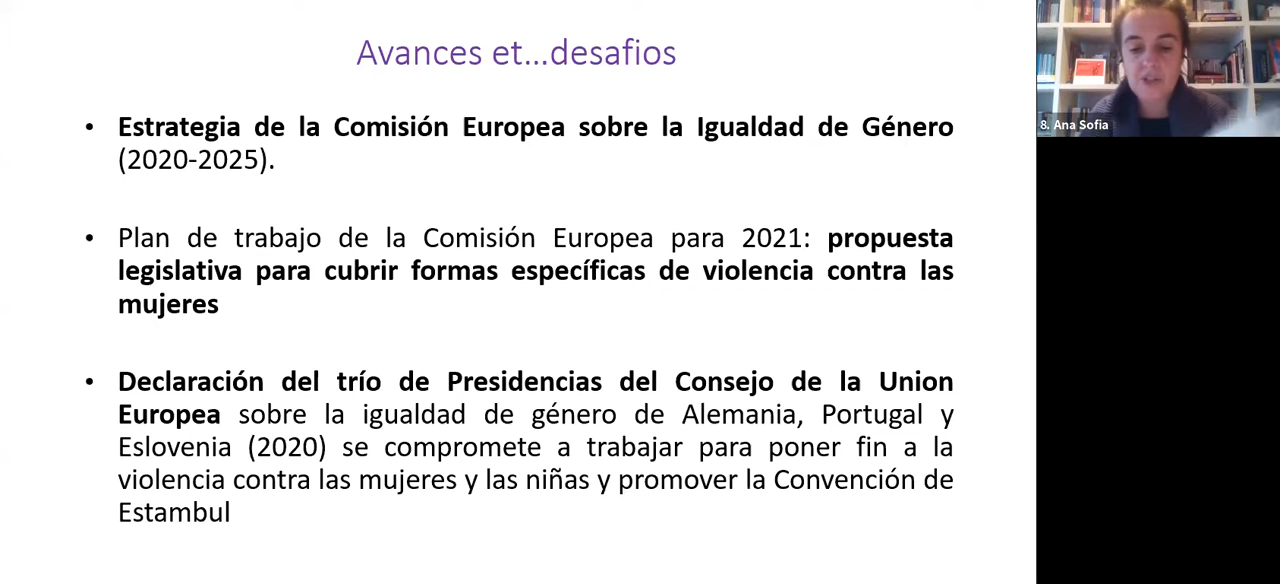 Avances et...desafios
• Estrategia de la Comisión Europea sobre la Igualdad de Género
(2020-2025).
• Plan de trabajo de la Comisión Europea para 2021: propuesta
legislativa para cubrir formas específicas de violencia contra las
mujeres
• Declaración del trío de Presidencias del Consejo de la Union
Europea sobre la igualdad de género de Alemania, Portugal y
Eslovenia (2020) se compromete a trabajar para poner fin a la
violencia contra las mujeres y las niñas y promover la Convención de
Estambul
8. Ana Sofia